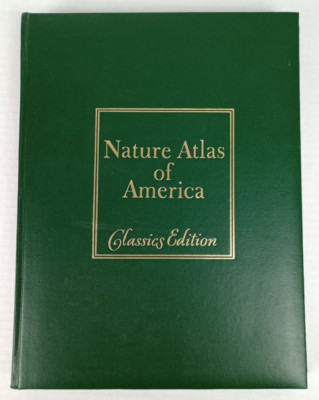 Nature Atlas
of
America
Classics Edition